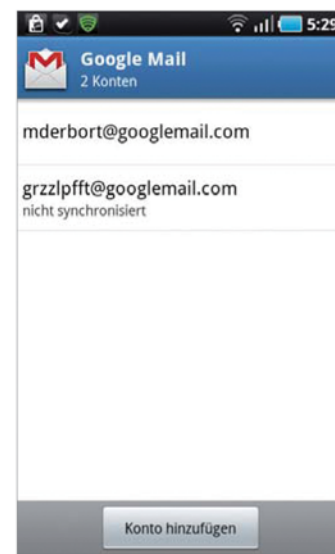 5:29
Google Mail
2 Konten
mderbort@googlemail.com
grzzlpfft@googlemail.com
nicht synchronisiert
Konto hinzufügen